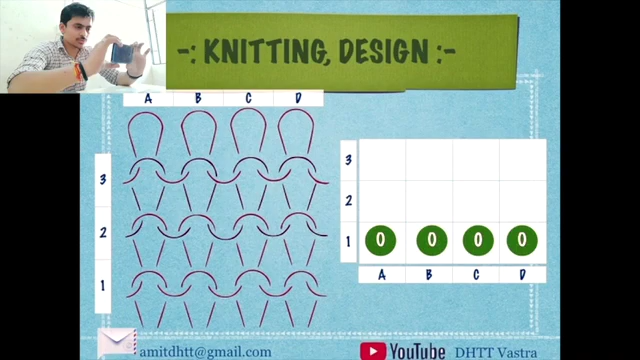 -: KNITTING, DESIGN :-
A B C D
3
2
1
3
2
1 0 0 0 0
A B C D
amitdhtt@gmail.com
YouTube DHTT Vastra